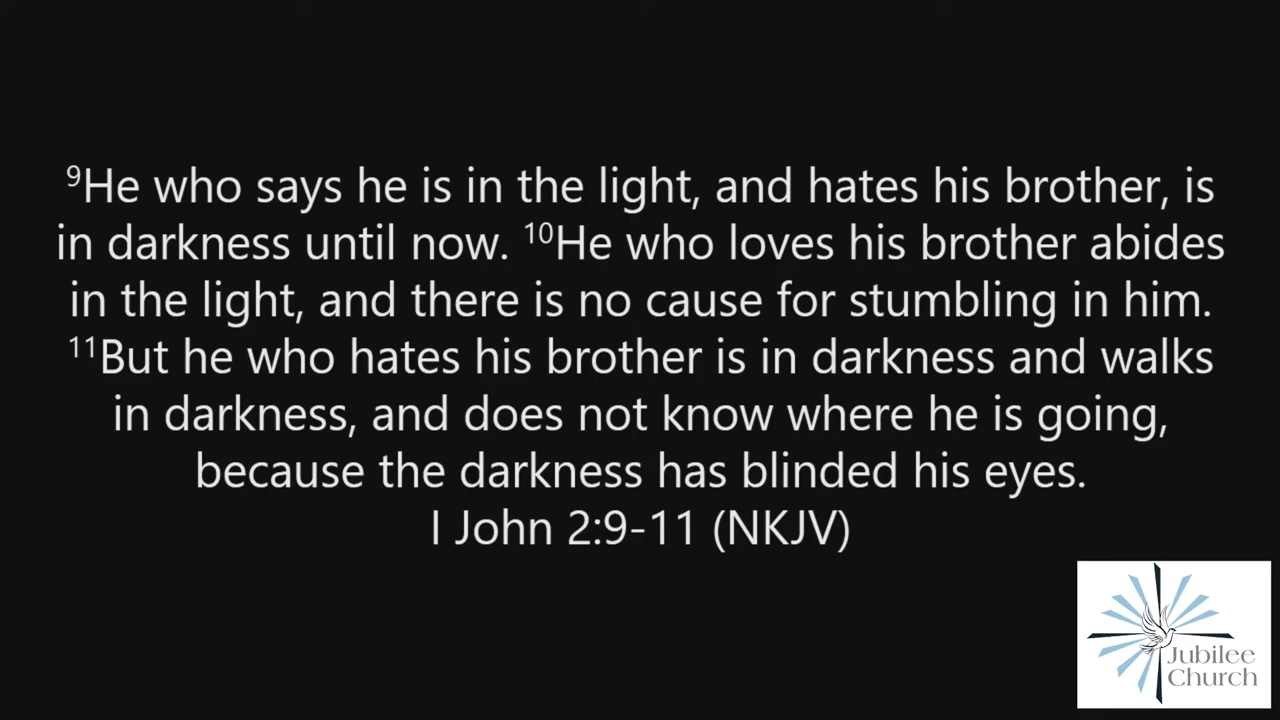 ⁹He who says he is in the light, and hates his brother, is
in darkness until now. ¹⁰He who loves his brother abides
in the light, and there is no cause for stumbling in him.
¹¹But he who hates his brother is in darkness and walks
in darkness, and does not know where he is going,
because the darkness has blinded his eyes.
I John 2:9-11 (NKJV)
Jubilee
Church